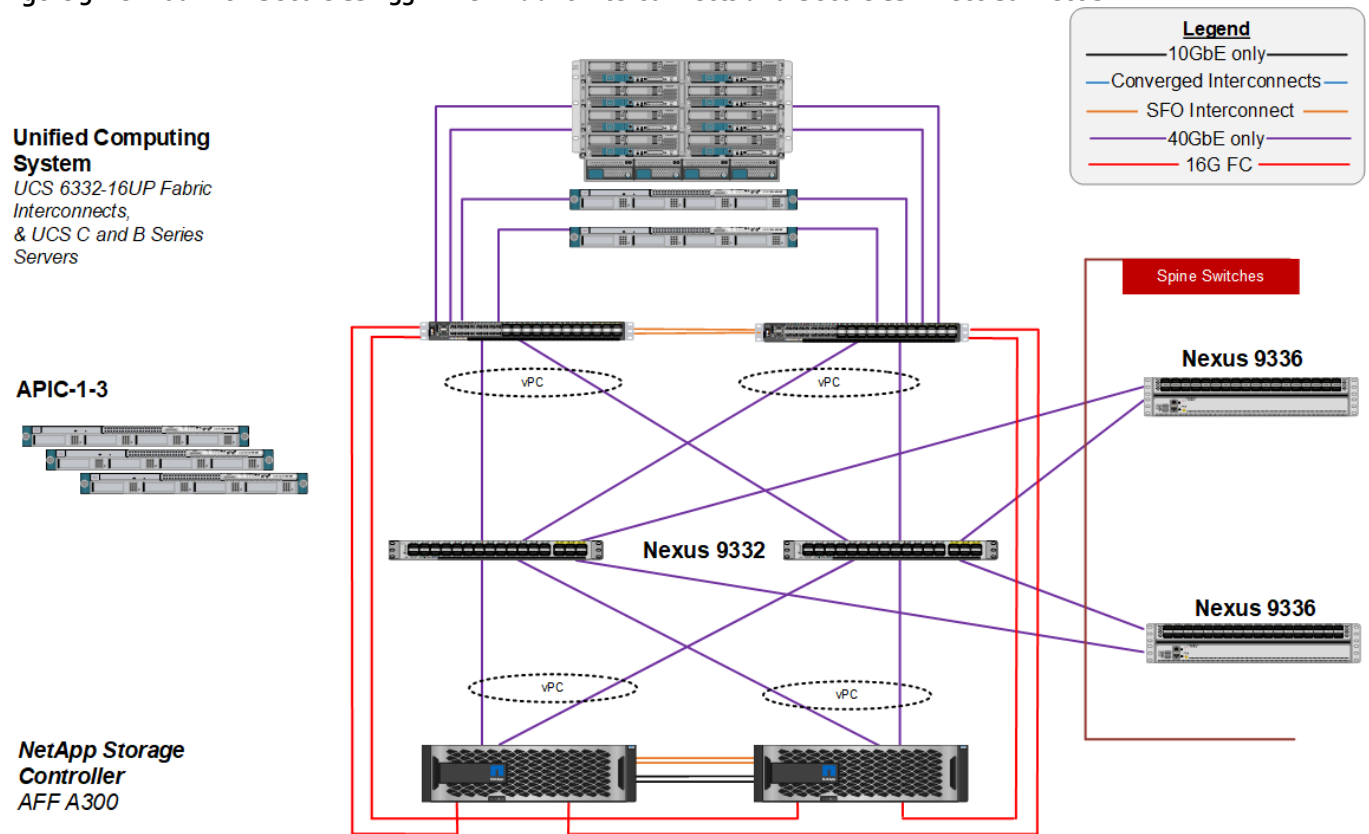 Legend
10GbE only
Converged Interconnects
SFO Interconnect
40GbE only
16G FC
Unified Computing
System
UCS 6332-16UP Fabric
Interconnects,
& UCS C and B Series
Servers
Spine Switches
Nexus 9336
vPC
vPC
APIC-1-3
Nexus 9332
Nexus 9336
vPC
vPC
NetApp Storage
Controller
AFF A300